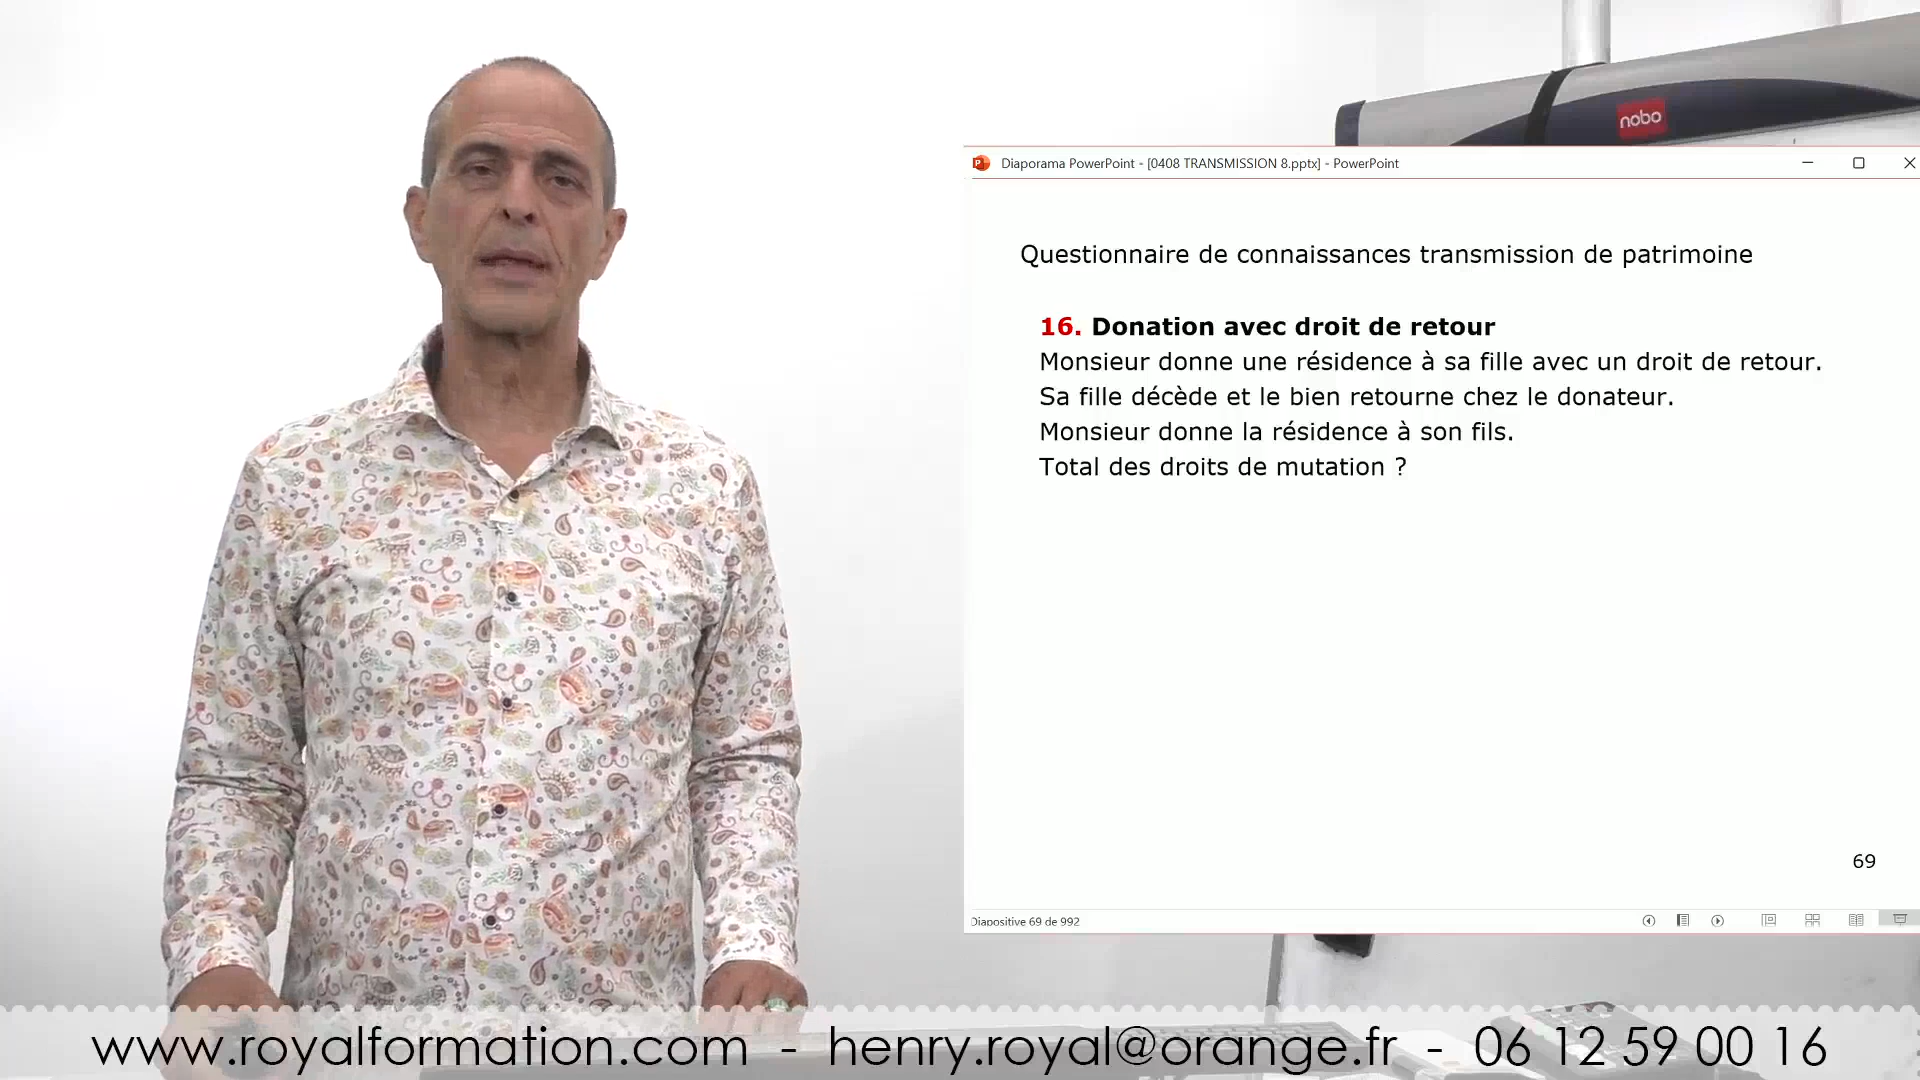 nobo
Diaporama PowerPoint - [0408 TRANSMISSION 8.pptx] - PowerPoint
Questionnaire de connaissances transmission de patrimoine
16. Donation avec droit de retour
Monsieur donne une résidence à sa fille avec un droit de retour.
Sa fille décède et le bien retourne chez le donateur.
Monsieur donne la résidence à son fils.
Total des droits de mutation ?
69
Diapositive 69 de 992
www.royalformation.com - henry.royal@orange.fr - 06 12 59 00 16